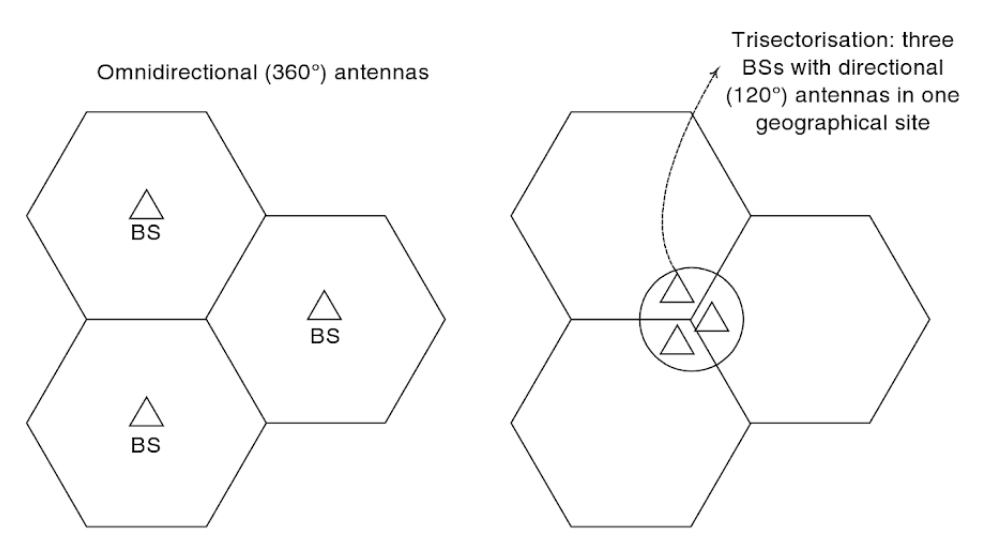 Omnidirectional (360°) antennas
Trisectorisation: three
BSs with directional
(120°) antennas in one
geographical site
BS
BS
BS